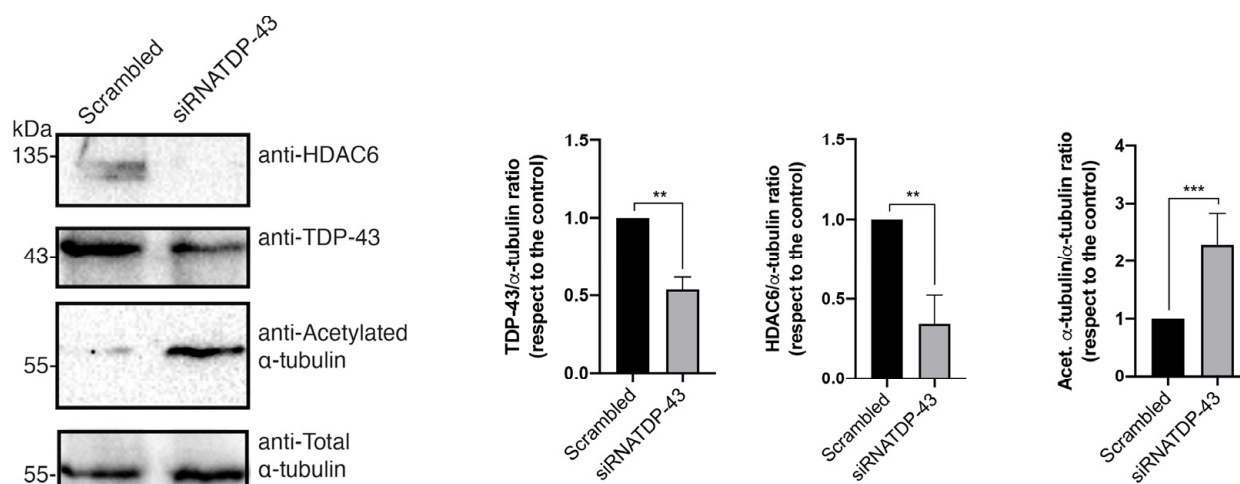 Scrambled
siRNATDP-43
kDa
135
anti-HDAC6
43
anti-TDP-43
55
anti-Acetylated
α-tubulin
55
anti-Total
α-tubulin
TDP-43/α-tubulin ratio
(respect to the control)
1.5
1.0
0.5
0.0
**
Scrambled
siRNATDP-43
HDAC6/α-tubulin ratio
(respect to the control)
1.5
1.0
0.5
0.0
**
Scrambled
siRNATDP-43
Acet. α-tubulin/α-tubulin ratio
(respect to the control)
4
3
2
1
0
***
Scrambled
siRNATDP-43